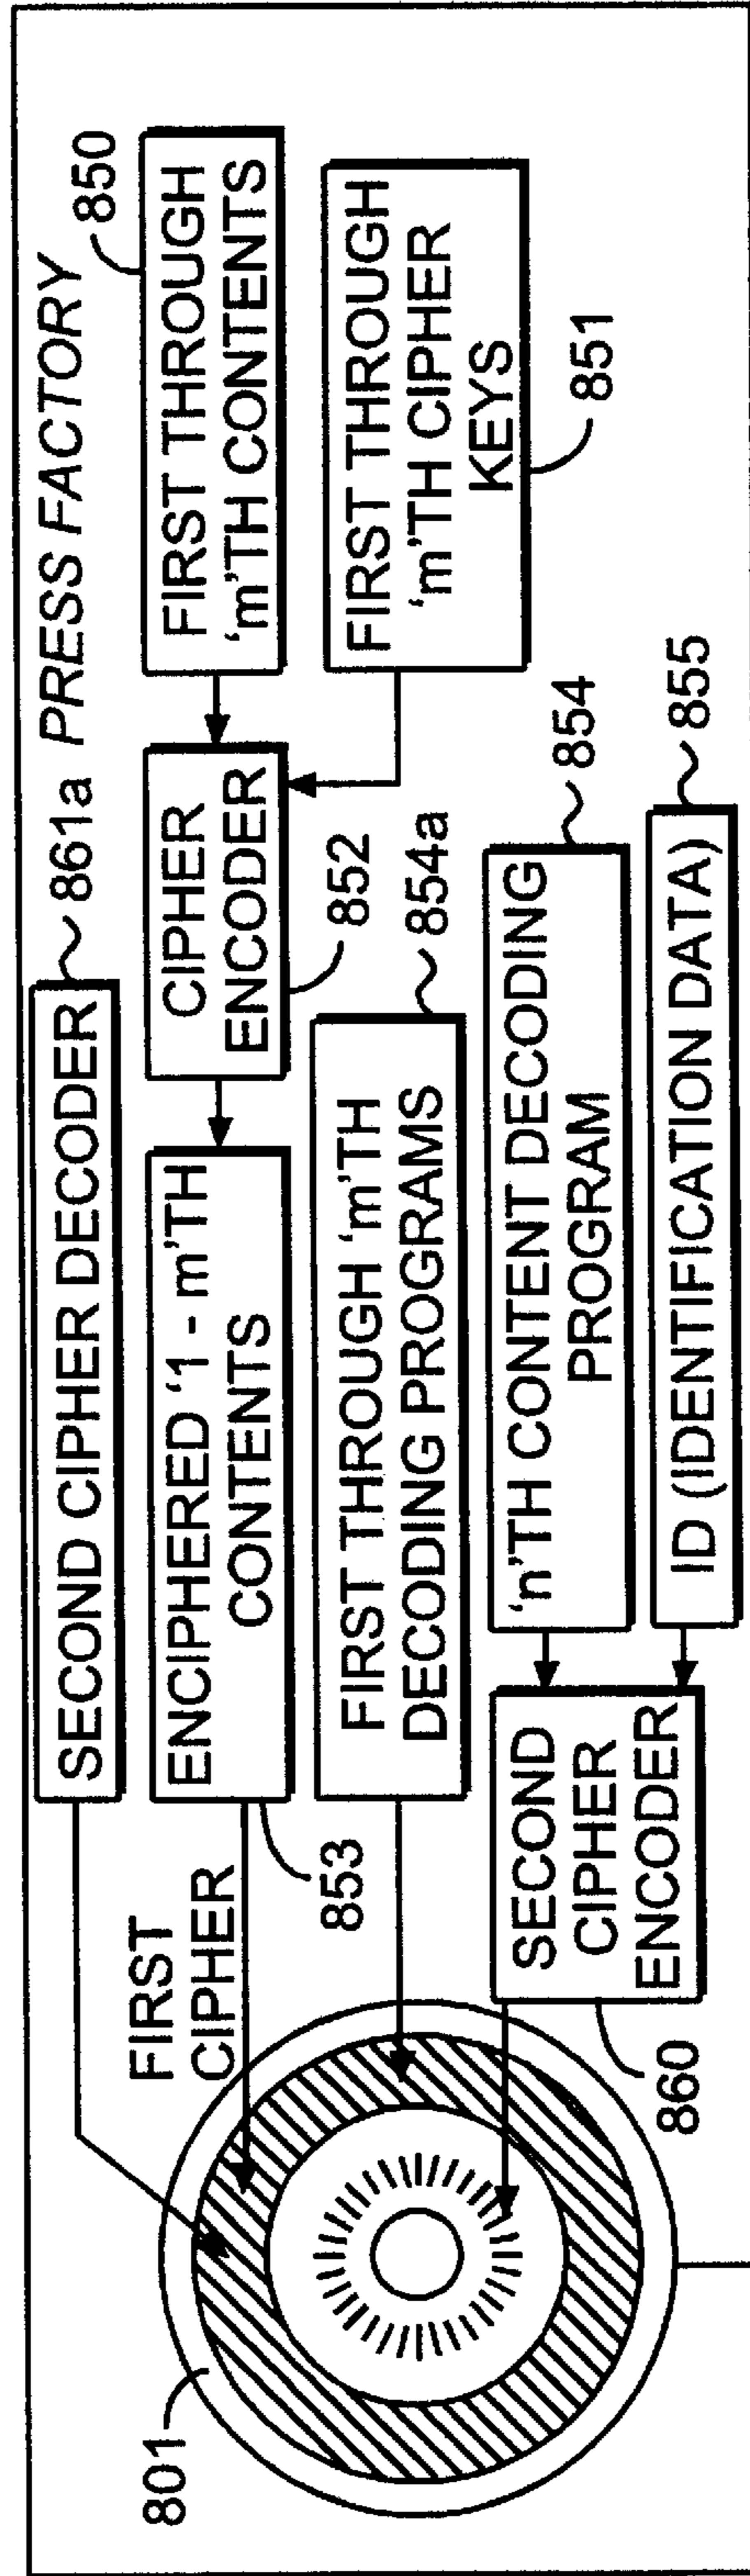 SECOND CIPHER DECODER
861a
PRESS FACTORY
850
FIRST THROUGH
'm'TH CONTENTS
FIRST THROUGH
'm'TH CIPHER
KEYS
851
CIPHER
ENCODER
852
ENCIPHERED '1 - m'TH
CONTENTS
853
FIRST
CIPHER
FIRST THROUGH 'm'TH
DECODING PROGRAMS
854a
'n'TH CONTENT DECODING
PROGRAM
854
ID (IDENTIFICATION DATA)
855
SECOND
CIPHER
ENCODER
860
801